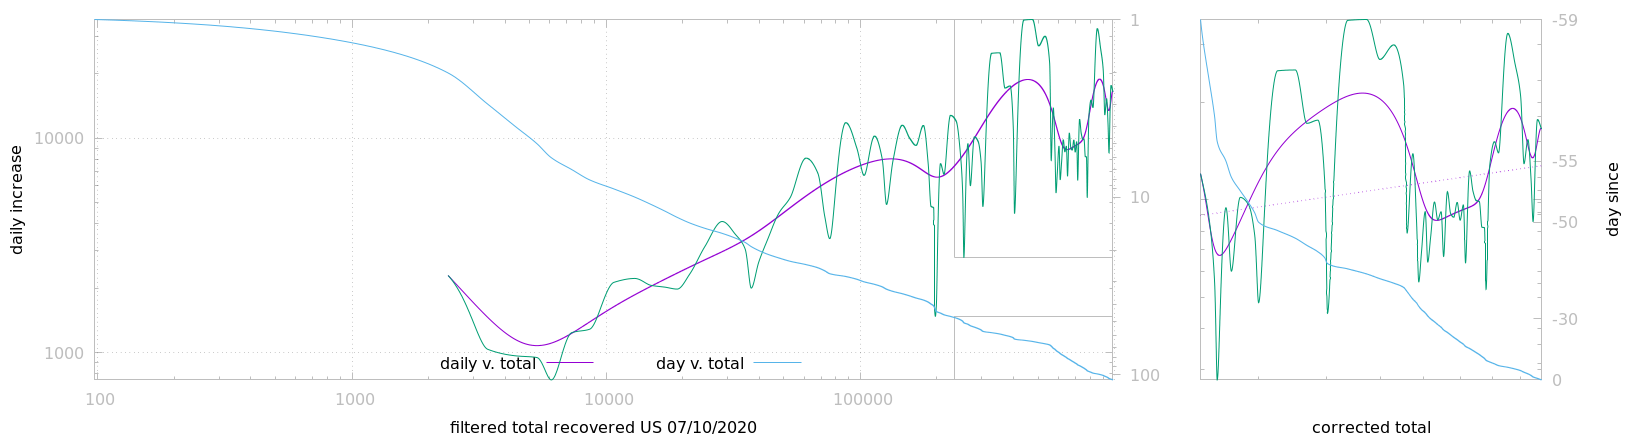 daily increase
10000
1000
100
1000
10000
100000
filtered total recovered US 07/10/2020
daily v. total
day v. total
1
10
100
-59
-55
-50
-30
0
day since
corrected total